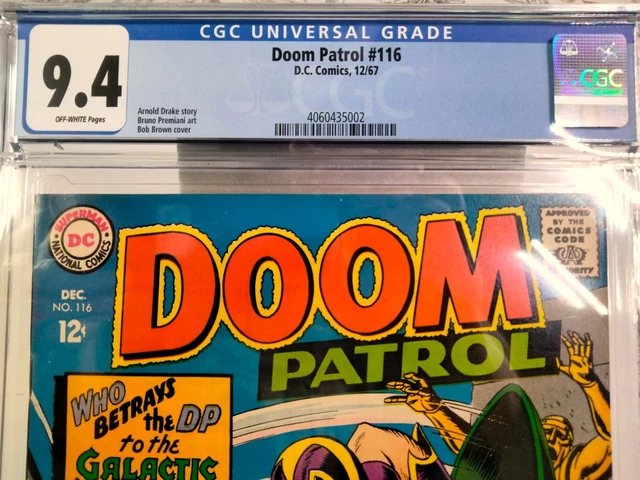 CGC UNIVERSAL GRADE
9.4
OFF-WHITE Pages
Doom Patrol #116
D.C. Comics, 12/67
Arnold Drake story
Bruno Premiani art
Bob Brown cover
4060435002
CGC
CGC
SUPERMAN
DC
NATIONAL COMICS
DEC.
NO. 116
12¢
DOOM
PATROL
APPROVED
BY THE
COMICS
CODE
WHO
BETRAYS
the DP
to the
GALACTIC